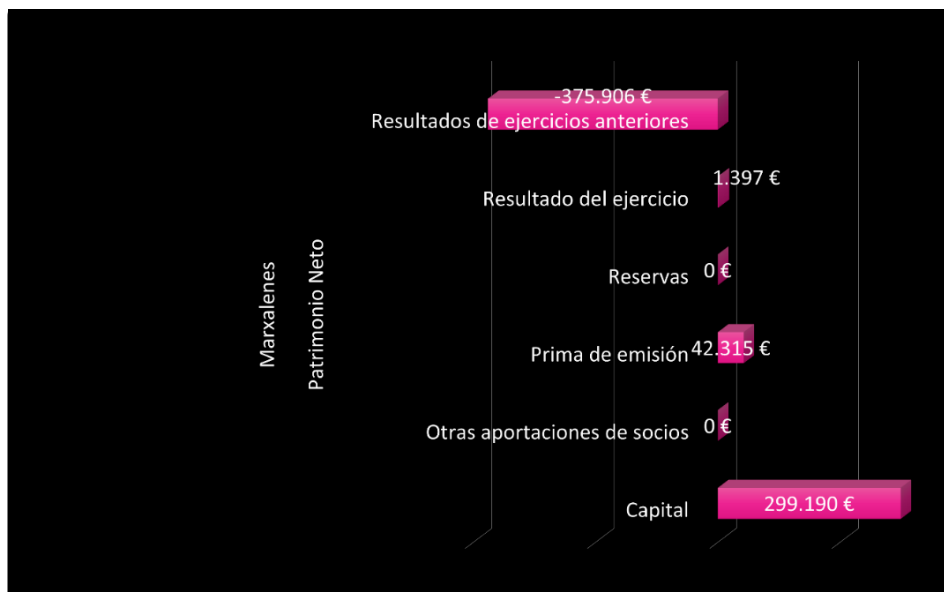 -375.906 €
Resultados de ejercicios anteriores
1.397 €
Resultado del ejercicio
Reservas
0 €
Prima de emisión
42.315 €
Otras aportaciones de socios
0 €
Capital
299.190 €
Marxalenes
Patrimonio Neto